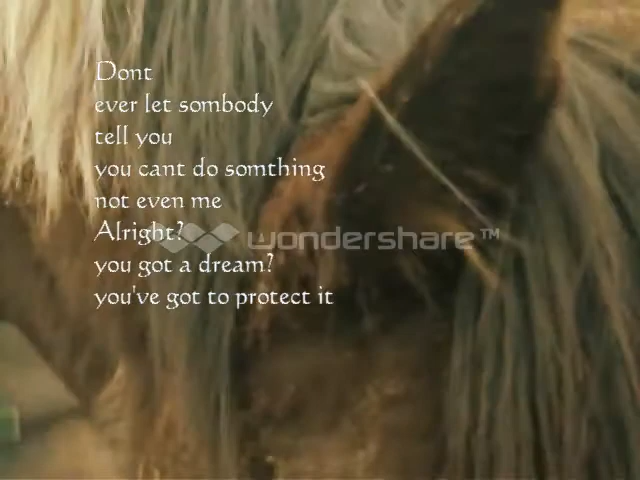 Dont
ever let sombody
tell you
you cant do somthing
not even me
Alright?
wondershare™
you got a dream?
you've got to protect it